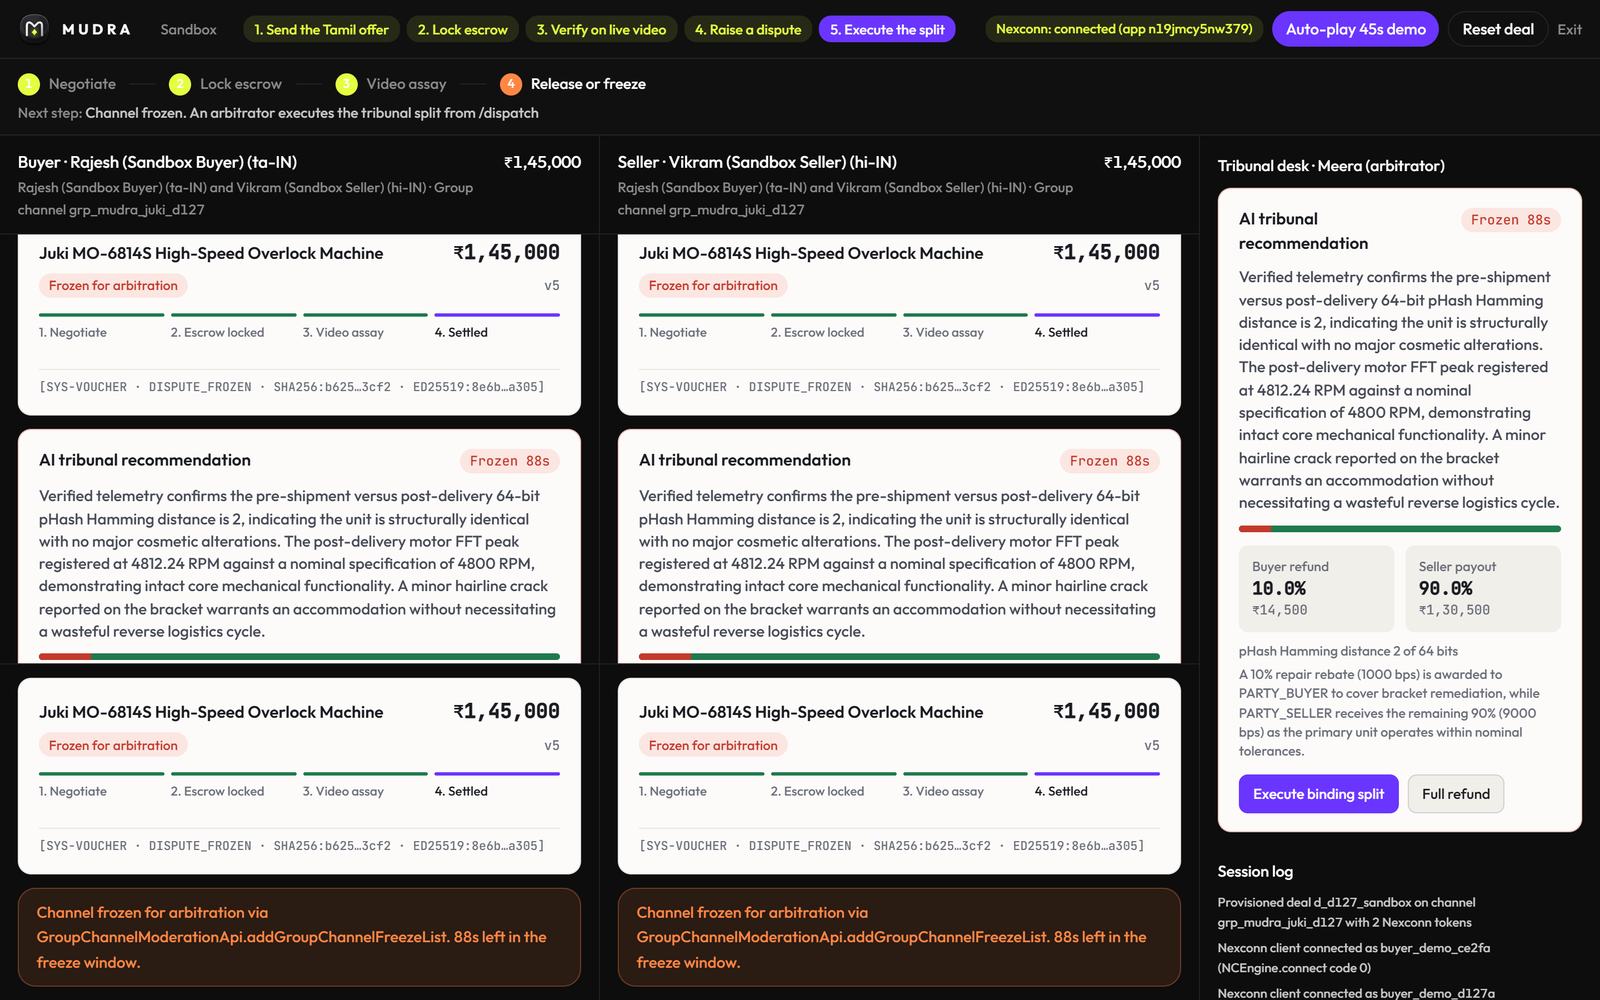 MUDRA
Sandbox
1. Send the Tamil offer
2. Lock escrow
3. Verify on live video
4. Raise a dispute
5. Execute the split
Nexconn: connected (app n19jmcy5nw379)
Auto-play 45s demo
Reset deal
Exit
1 Negotiate
2 Lock escrow
3 Video assay
4 Release or freeze
Next step: Channel frozen. An arbitrator executes the tribunal split from /dispatch
Buyer · Rajesh (Sandbox Buyer) (ta-IN)
₹1,45,000
Rajesh (Sandbox Buyer) (ta-IN) and Vikram (Sandbox Seller) (hi-IN) · Group
channel grp_mudra_juki_d127
Juki MO-6814S High-Speed Overlock Machine
₹1,45,000
Frozen for arbitration
v5
1. Negotiate
2. Escrow locked
3. Video assay
4. Settled
[SYS-VOUCHER · DISPUTE_FROZEN · SHA256:b625…3cf2 · ED25519:8e6b…a305]
AI tribunal recommendation
Frozen 88s
Verified telemetry confirms the pre-shipment versus post-delivery 64-bit
pHash Hamming distance is 2, indicating the unit is structurally identical
with no major cosmetic alterations. The post-delivery motor FFT peak
registered at 4812.24 RPM against a nominal specification of 4800 RPM,
demonstrating intact core mechanical functionality. A minor hairline crack
reported on the bracket warrants an accommodation without necessitating
a wasteful reverse logistics cycle.
Juki MO-6814S High-Speed Overlock Machine
₹1,45,000
Frozen for arbitration
v5
1. Negotiate
2. Escrow locked
3. Video assay
4. Settled
[SYS-VOUCHER · DISPUTE_FROZEN · SHA256:b625…3cf2 · ED25519:8e6b…a305]
Channel frozen for arbitration via
GroupChannelModerationApi.addGroupChannelFreezeList. 88s left in the
freeze window.
Seller · Vikram (Sandbox Seller) (hi-IN)
₹1,45,000
Rajesh (Sandbox Buyer) (ta-IN) and Vikram (Sandbox Seller) (hi-IN) · Group
channel grp_mudra_juki_d127
Juki MO-6814S High-Speed Overlock Machine
₹1,45,000
Frozen for arbitration
v5
1. Negotiate
2. Escrow locked
3. Video assay
4. Settled
[SYS-VOUCHER · DISPUTE_FROZEN · SHA256:b625…3cf2 · ED25519:8e6b…a305]
AI tribunal recommendation
Frozen 88s
Verified telemetry confirms the pre-shipment versus post-delivery 64-bit
pHash Hamming distance is 2, indicating the unit is structurally identical
with no major cosmetic alterations. The post-delivery motor FFT peak
registered at 4812.24 RPM against a nominal specification of 4800 RPM,
demonstrating intact core mechanical functionality. A minor hairline crack
reported on the bracket warrants an accommodation without necessitating
a wasteful reverse logistics cycle.
Juki MO-6814S High-Speed Overlock Machine
₹1,45,000
Frozen for arbitration
v5
1. Negotiate
2. Escrow locked
3. Video assay
4. Settled
[SYS-VOUCHER · DISPUTE_FROZEN · SHA256:b625…3cf2 · ED25519:8e6b…a305]
Channel frozen for arbitration via
GroupChannelModerationApi.addGroupChannelFreezeList. 88s left in the
freeze window.
Tribunal desk · Meera (arbitrator)
AI tribunal
recommendation
Frozen 88s
Verified telemetry confirms the pre-shipment
versus post-delivery 64-bit pHash Hamming
distance is 2, indicating the unit is structurally
identical with no major cosmetic alterations.
The post-delivery motor FFT peak registered
at 4812.24 RPM against a nominal
specification of 4800 RPM, demonstrating
intact core mechanical functionality. A minor
hairline crack reported on the bracket
warrants an accommodation without
necessitating a wasteful reverse logistics cycle.
Buyer refund
10.0%
₹14,500
Seller payout
90.0%
₹1,30,500
pHash Hamming distance 2 of 64 bits
A 10% repair rebate (1000 bps) is awarded to
PARTY_BUYER to cover bracket remediation, while
PARTY_SELLER receives the remaining 90% (9000
bps) as the primary unit operates within nominal
tolerances.
Execute binding split
Full refund
Session log
Provisioned deal d_d127_sandbox on channel
grp_mudra_juki_d127 with 2 Nexconn tokens
Nexconn client connected as buyer_demo_ce2fa
(NCEngine.connect code 0)
Nexconn client connected as buyer_demo_d127a